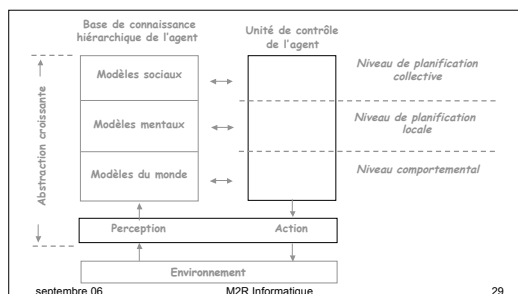 Base de connaissance
hiérarchique de l'agent
Unité de contrôle
de l'agent
Abstraction croissante
Modèles sociaux
Niveau de planification
collective
Modèles mentaux
Niveau de planification
locale
Modèles du monde
Niveau comportemental
Perception
Action
Environnement
septembre 06
M2R Informatique
29